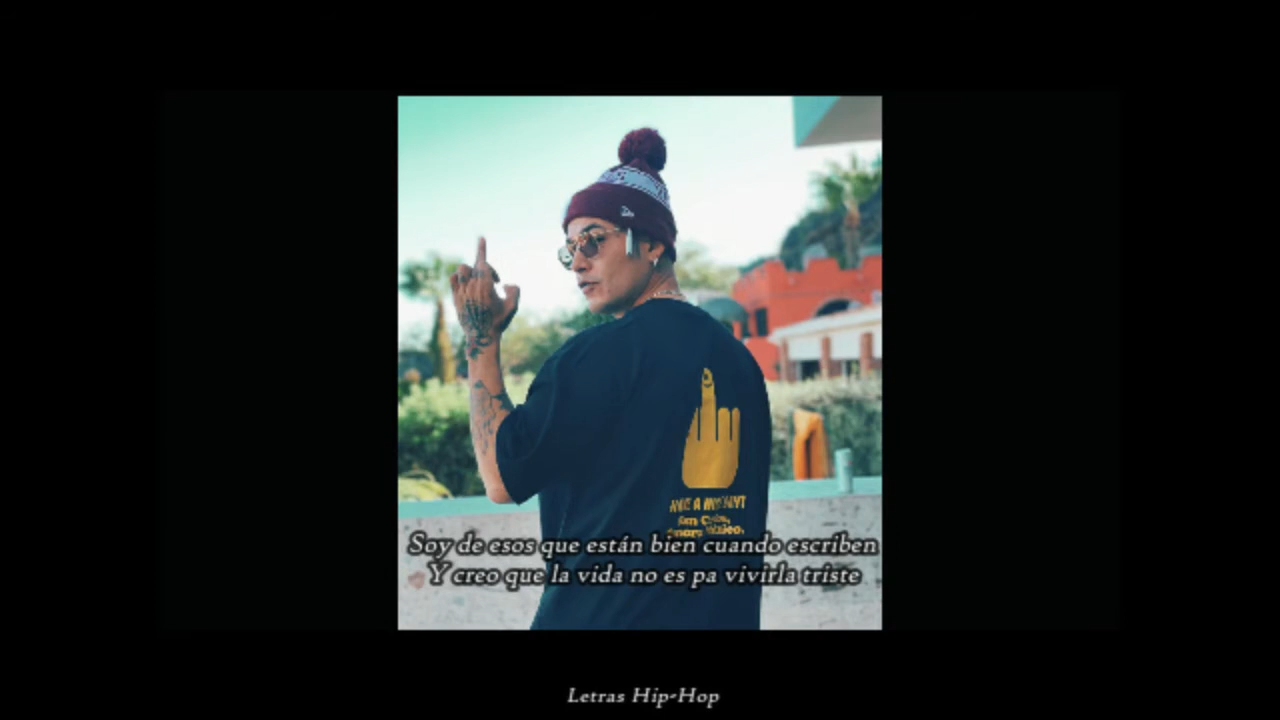 Soy de esos que están bien cuando escriben
Y creo que la vida no es pa vivirla triste
Letras Hip-Hop